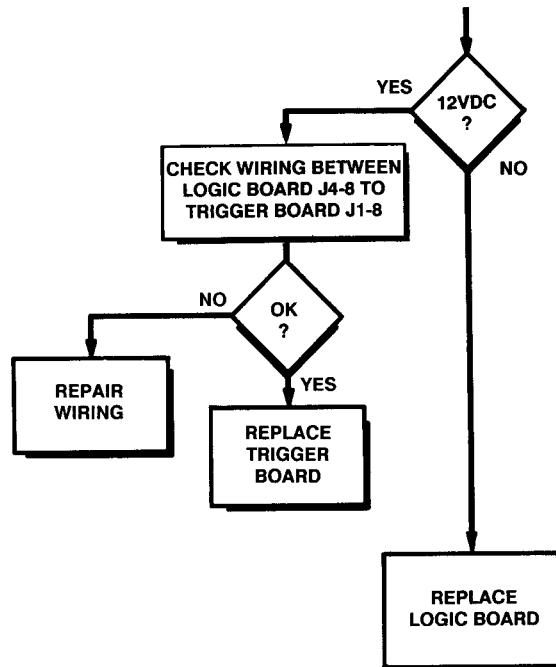 12VDC
?
YES
NO
CHECK WIRING BETWEEN
LOGIC BOARD J4-8 TO
TRIGGER BOARD J1-8
OK
?
NO
YES
REPAIR
WIRING
REPLACE
TRIGGER
BOARD
REPLACE
LOGIC BOARD